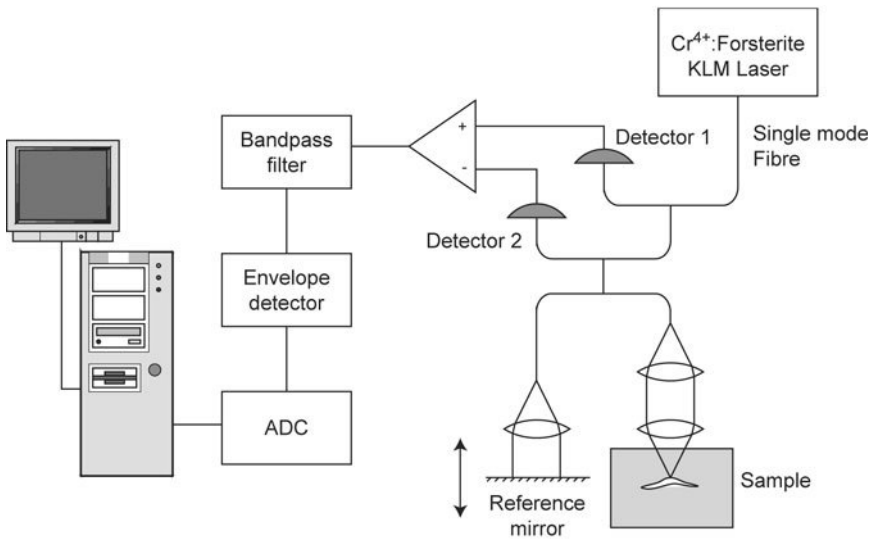 Cr⁴⁺:Forsterite
KLM Laser
Single mode
Fibre
Detector 1
+
-
Bandpass
filter
Detector 2
Envelope
detector
ADC
Reference
mirror
Sample